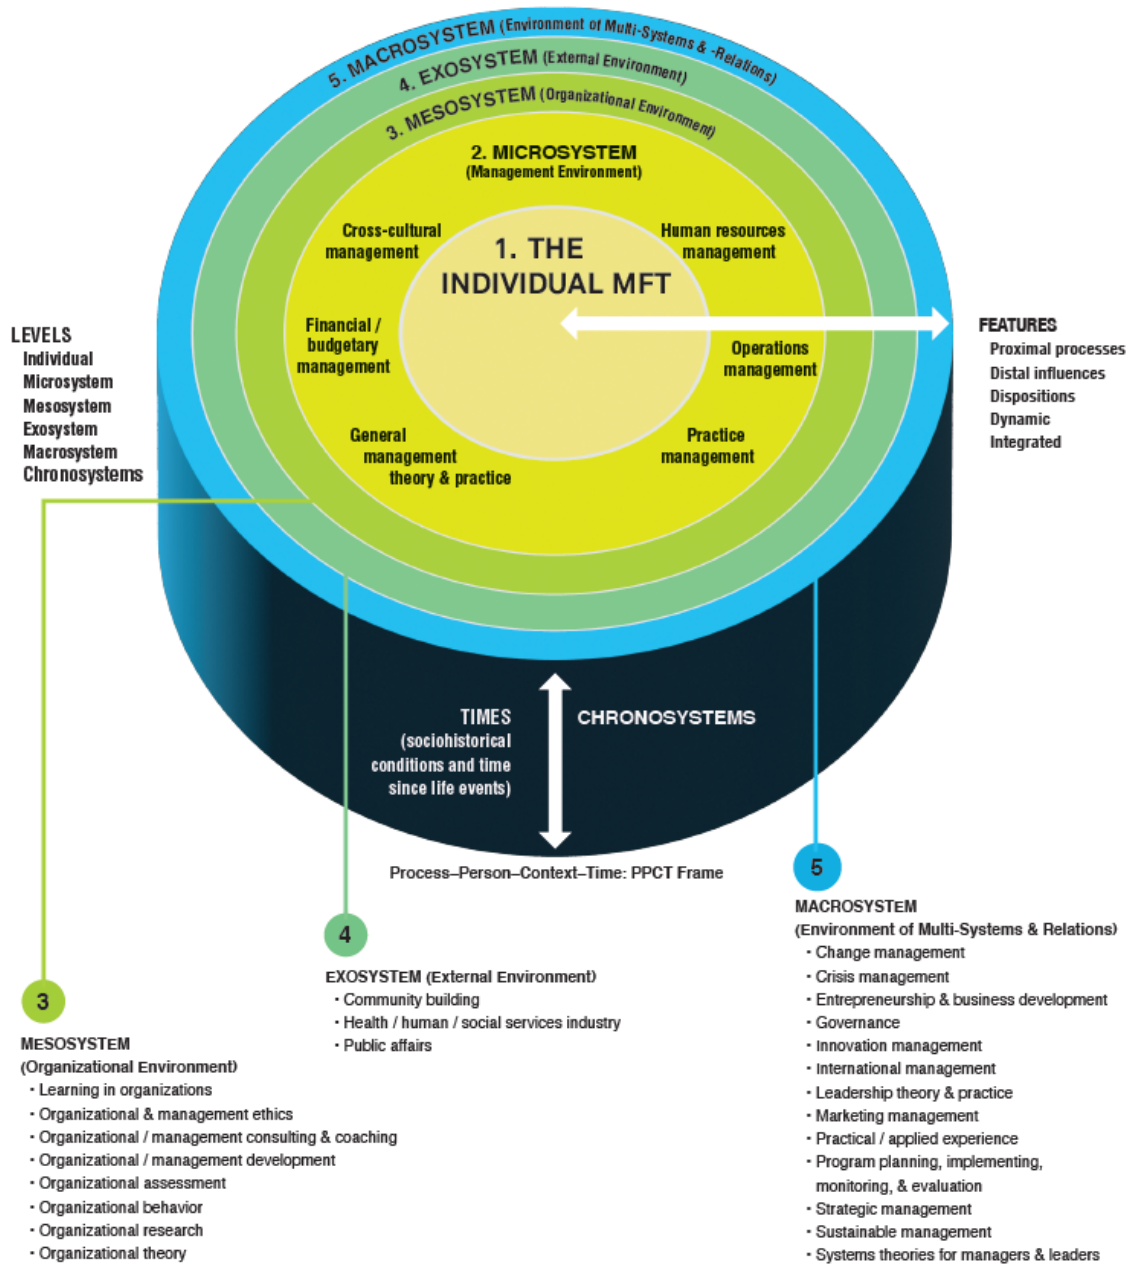 5. MACROSYSTEM (Environment of Multi-Systems & -Relations)
4. EXOSYSTEM (External Environment)
3. MESOSYSTEM (Organizational Environment)
2. MICROSYSTEM
(Management Environment)
Cross-cultural
management
Human resources
management
1. THE
INDIVIDUAL MFT
Financial /
budgetary
management
Operations
management
General
management
theory & practice
Practice
management
LEVELS
Individual
Microsystem
Mesosystem
Exosystem
Macrosystem
Chronosystems
FEATURES
Proximal processes
Distal influences
Dispositions
Dynamic
Integrated
TIMES
(sociohistorical
conditions and time
since life events)
CHRONOSYSTEMS
Process–Person–Context–Time: PPCT Frame
3
MESOSYSTEM
(Organizational Environment)
· Learning in organizations
· Organizational & management ethics
· Organizational / management consulting & coaching
· Organizational / management development
· Organizational assessment
· Organizational behavior
· Organizational research
· Organizational theory
4
EXOSYSTEM (External Environment)
· Community building
· Health / human / social services industry
· Public affairs
5
MACROSYSTEM
(Environment of Multi-Systems & Relations)
· Change management
· Crisis management
· Entrepreneurship & business development
· Governance
· Innovation management
· International management
· Leadership theory & practice
· Marketing management
· Practical / applied experience
· Program planning, implementing,
monitoring, & evaluation
· Strategic management
· Sustainable management
· Systems theories for managers & leaders